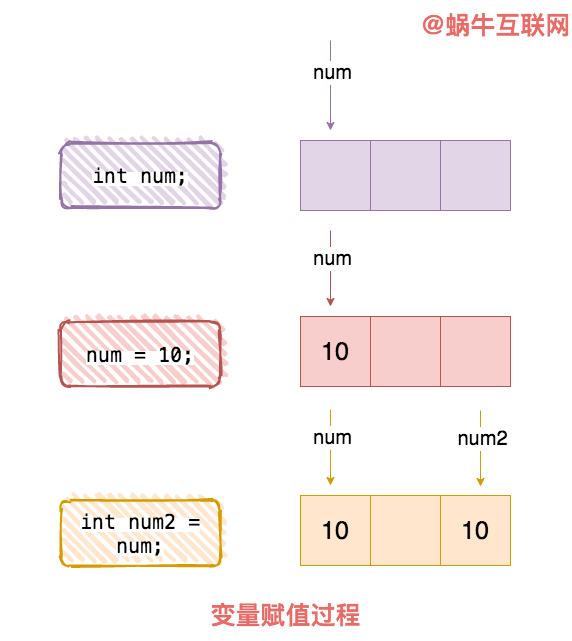 @蜗牛互联网
num
int num;
num
num = 10;
10
num
num2
int num2 =
num;
10
10
变量赋值过程